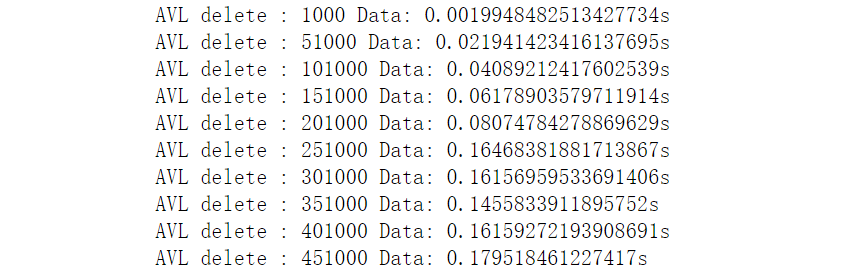 AVL delete : 1000 Data: 0.0019948482513427734s
AVL delete : 51000 Data: 0.021941423416137695s
AVL delete : 101000 Data: 0.04089212417602539s
AVL delete : 151000 Data: 0.06178903579711914s
AVL delete : 201000 Data: 0.08074784278869629s
AVL delete : 251000 Data: 0.16468381881713867s
AVL delete : 301000 Data: 0.16156959533691406s
AVL delete : 351000 Data: 0.1455833911895752s
AVL delete : 401000 Data: 0.16159272193908691s
AVL delete : 451000 Data: 0.179518461227417s